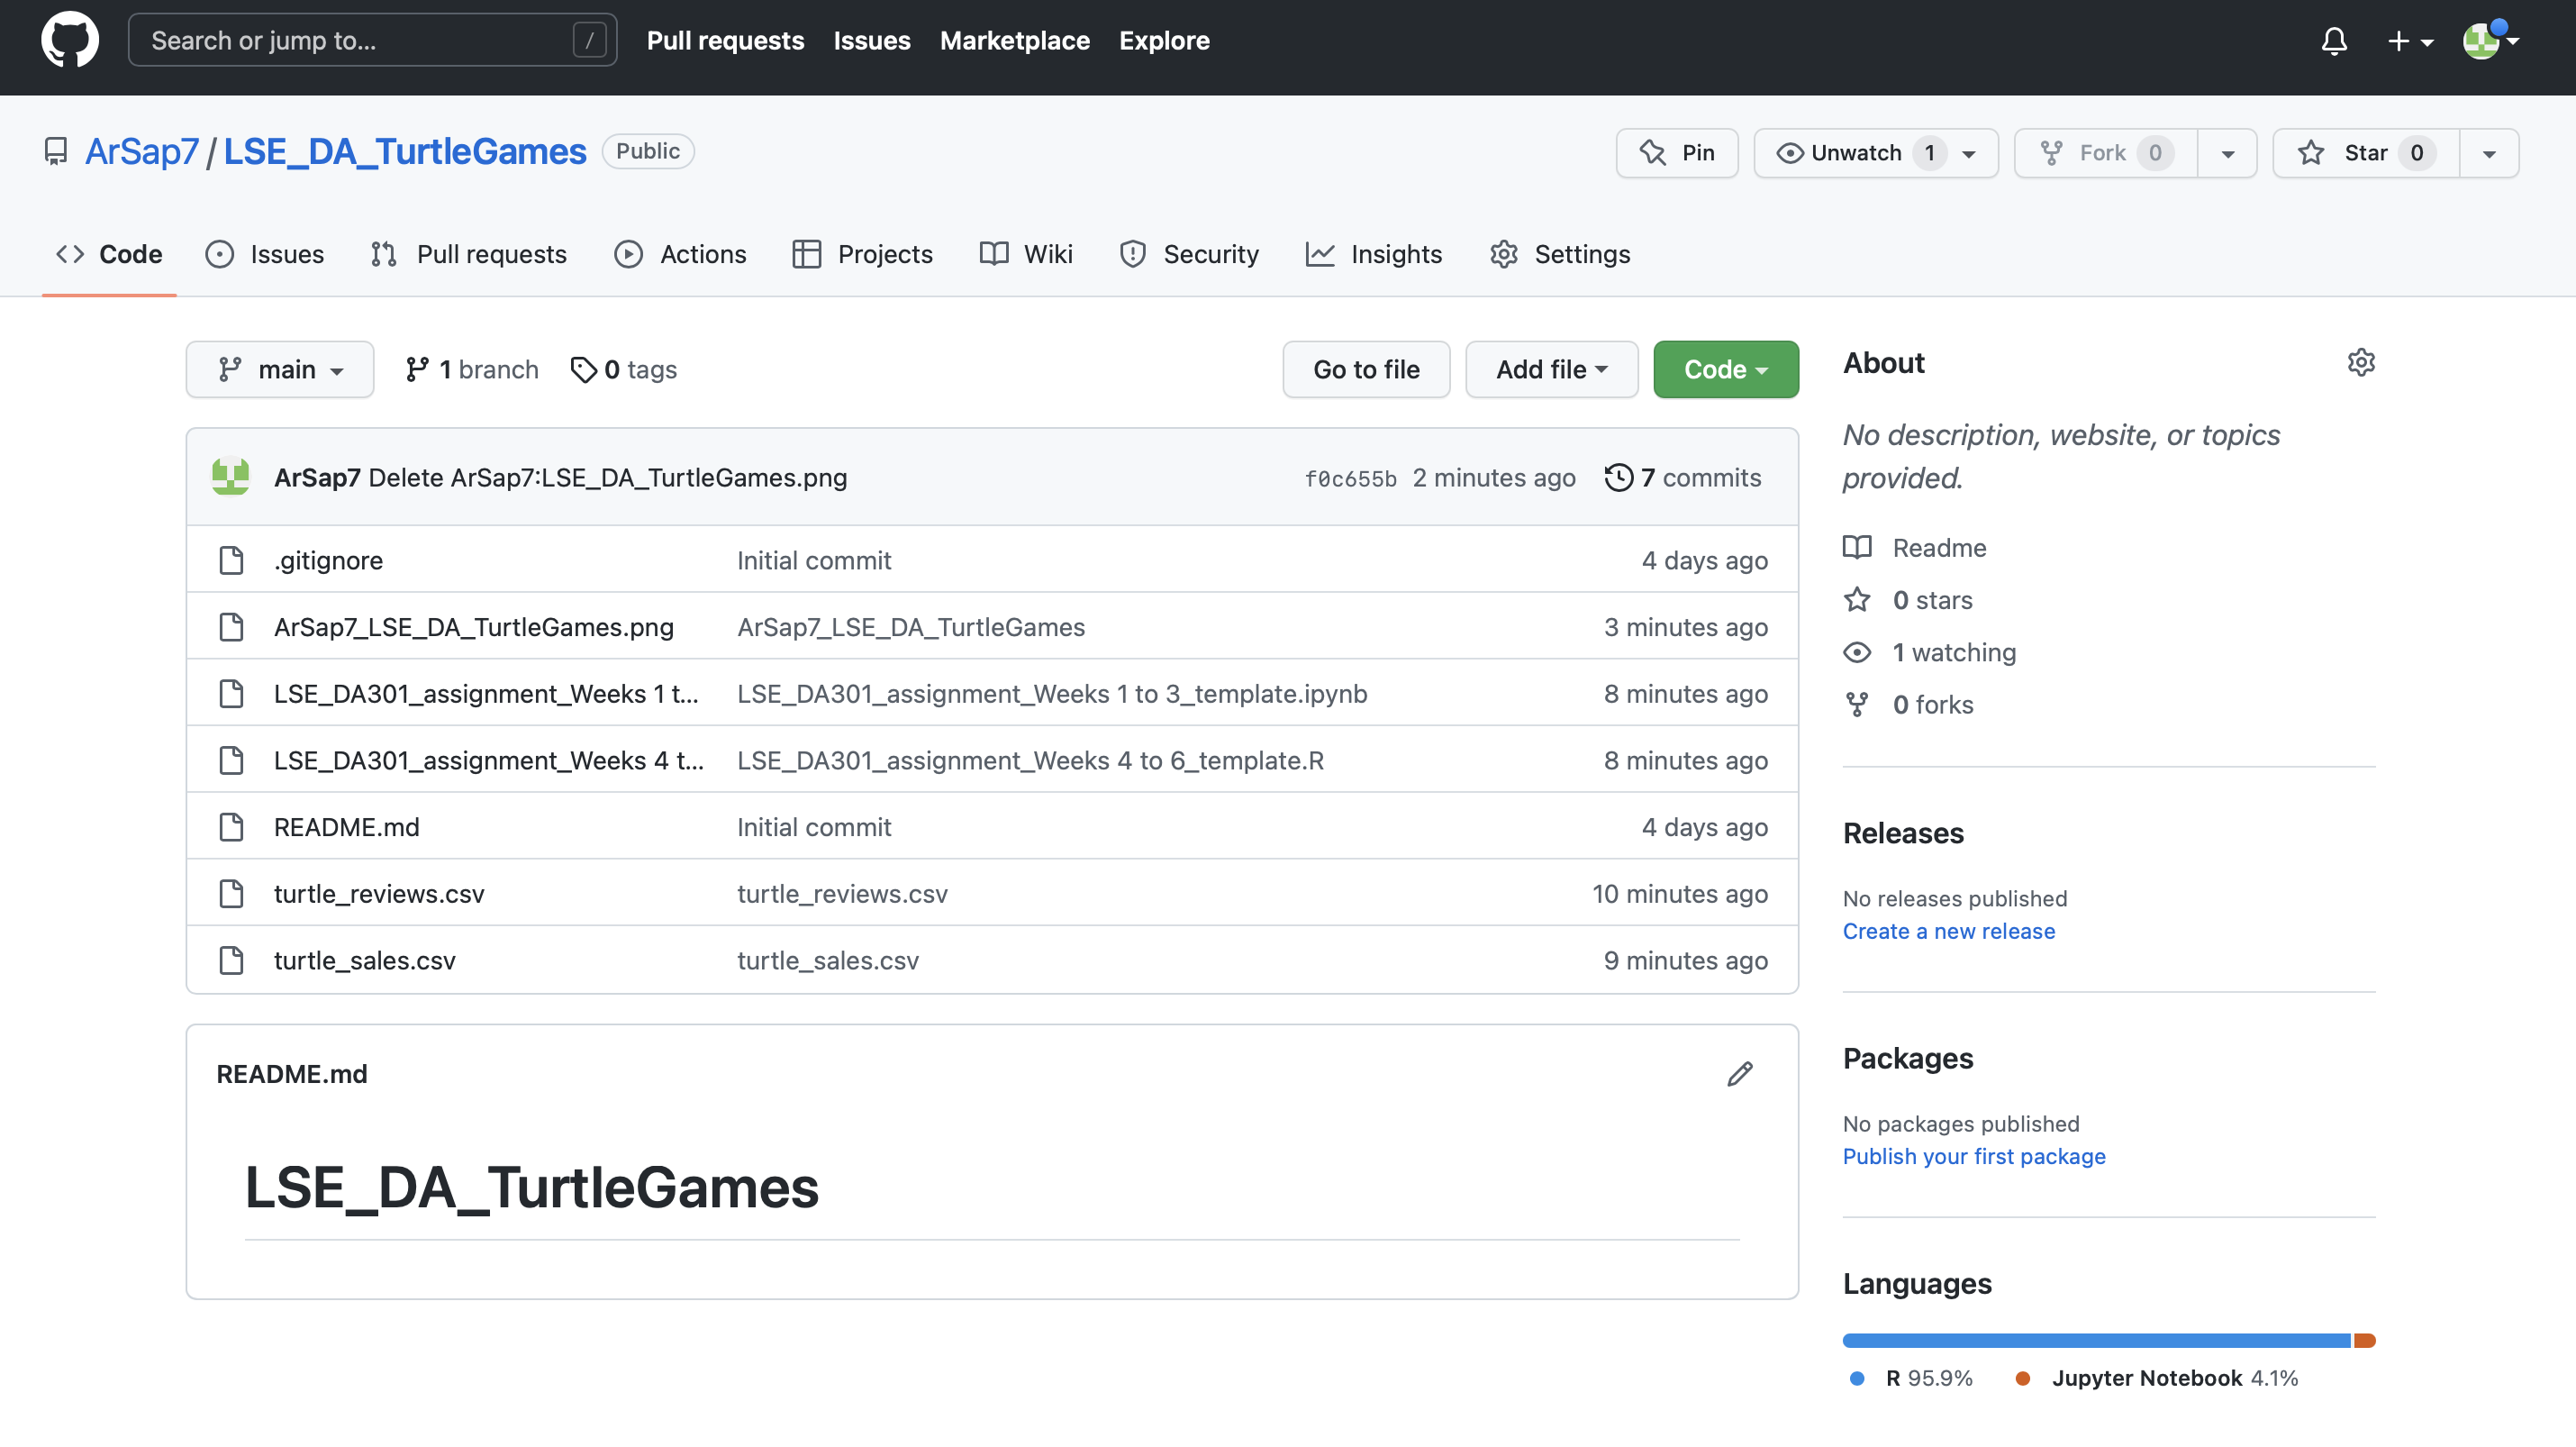 Search or jump to... / Pull requests Issues Marketplace Explore
ArSap7 / LSE_DA_TurtleGames Public Pin Unwatch 1 Fork 0 Star 0
Code Issues Pull requests Actions Projects Wiki Security Insights Settings
main 1 branch 0 tags Go to file Add file Code
ArSap7 Delete ArSap7:LSE_DA_TurtleGames.png f0c655b 2 minutes ago 7 commits
.gitignore Initial commit 4 days ago
ArSap7_LSE_DA_TurtleGames.png ArSap7_LSE_DA_TurtleGames 3 minutes ago
LSE_DA301_assignment_Weeks 1 t... LSE_DA301_assignment_Weeks 1 to 3_template.ipynb 8 minutes ago
LSE_DA301_assignment_Weeks 4 t... LSE_DA301_assignment_Weeks 4 to 6_template.R 8 minutes ago
README.md Initial commit 4 days ago
turtle_reviews.csv turtle_reviews.csv 10 minutes ago
turtle_sales.csv turtle_sales.csv 9 minutes ago
README.md
LSE_DA_TurtleGames
About
No description, website, or topics
provided.
Readme
0 stars
1 watching
0 forks
Releases
No releases published
Create a new release
Packages
No packages published
Publish your first package
Languages
R 95.9% Jupyter Notebook 4.1%